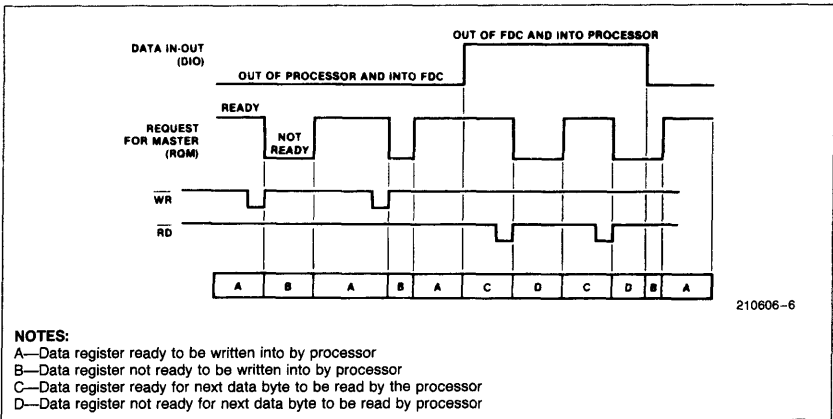 OUT OF FDC AND INTO PROCESSOR
DATA IN-OUT
(DIO)
OUT OF PROCESSOR AND INTO FDC
READY
REQUEST
FOR MASTER
(RQM)
NOT
READY
WR
RD
A B A B A C D C D B A
210606-6
NOTES:
A—Data register ready to be written into by processor
B—Data register not ready to be written into by processor
C—Data register ready for next data byte to be read by the processor
D—Data register not ready for next data byte to be read by processor